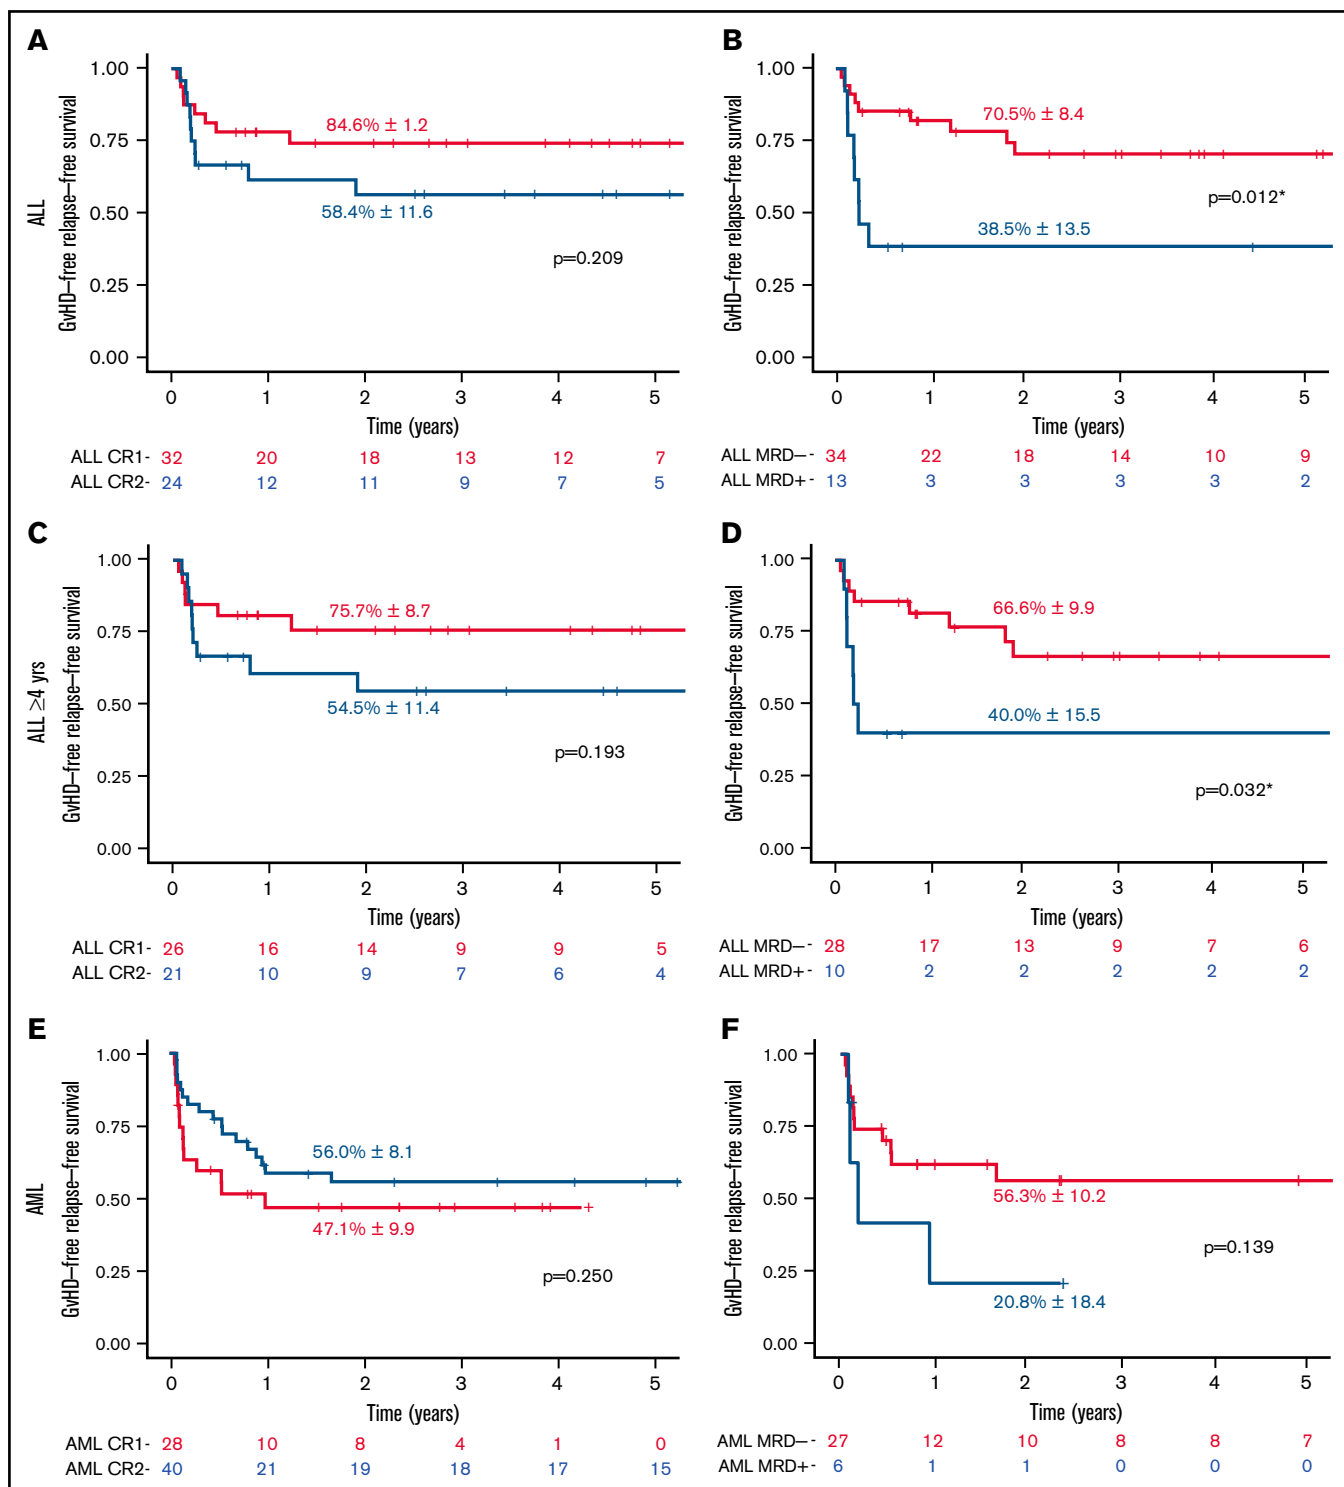 A
GvHD–free relapse–free survival
ALL
1.00
0.75
0.50
0.25
0.00
84.6% ± 1.2
58.4% ± 11.6
p=0.209
0 1 2 3 4 5
Time (years)
ALL CR1- 32 20 18 13 12 7
ALL CR2- 24 12 11 9 7 5
B
GvHD–free relapse–free survival
1.00
0.75
0.50
0.25
0.00
70.5% ± 8.4
p=0.012*
38.5% ± 13.5
0 1 2 3 4 5
Time (years)
ALL MRD–- 34 22 18 14 10 9
ALL MRD+- 13 3 3 3 3 2
C
GvHD–free relapse–free survival
ALL ≥4 yrs
1.00
0.75
0.50
0.25
0.00
75.7% ± 8.7
54.5% ± 11.4
p=0.193
0 1 2 3 4 5
Time (years)
ALL CR1- 26 16 14 9 9 5
ALL CR2- 21 10 9 7 6 4
D
GvHD–free relapse–free survival
1.00
0.75
0.50
0.25
0.00
66.6% ± 9.9
40.0% ± 15.5
p=0.032*
0 1 2 3 4 5
Time (years)
ALL MRD–- 28 17 13 9 7 6
ALL MRD+- 10 2 2 2 2 2
E
GvHD–free relapse–free survival
AML
1.00
0.75
0.50
0.25
0.00
56.0% ± 8.1
47.1% ± 9.9
p=0.250
0 1 2 3 4 5
Time (years)
AML CR1- 28 10 8 4 1 0
AML CR2- 40 21 19 18 17 15
F
GvHD–free relapse–free survival
1.00
0.75
0.50
0.25
0.00
56.3% ± 10.2
p=0.139
20.8% ± 18.4
0 1 2 3 4 5
Time (years)
AML MRD–- 27 12 10 8 8 7
AML MRD+- 6 1 1 0 0 0